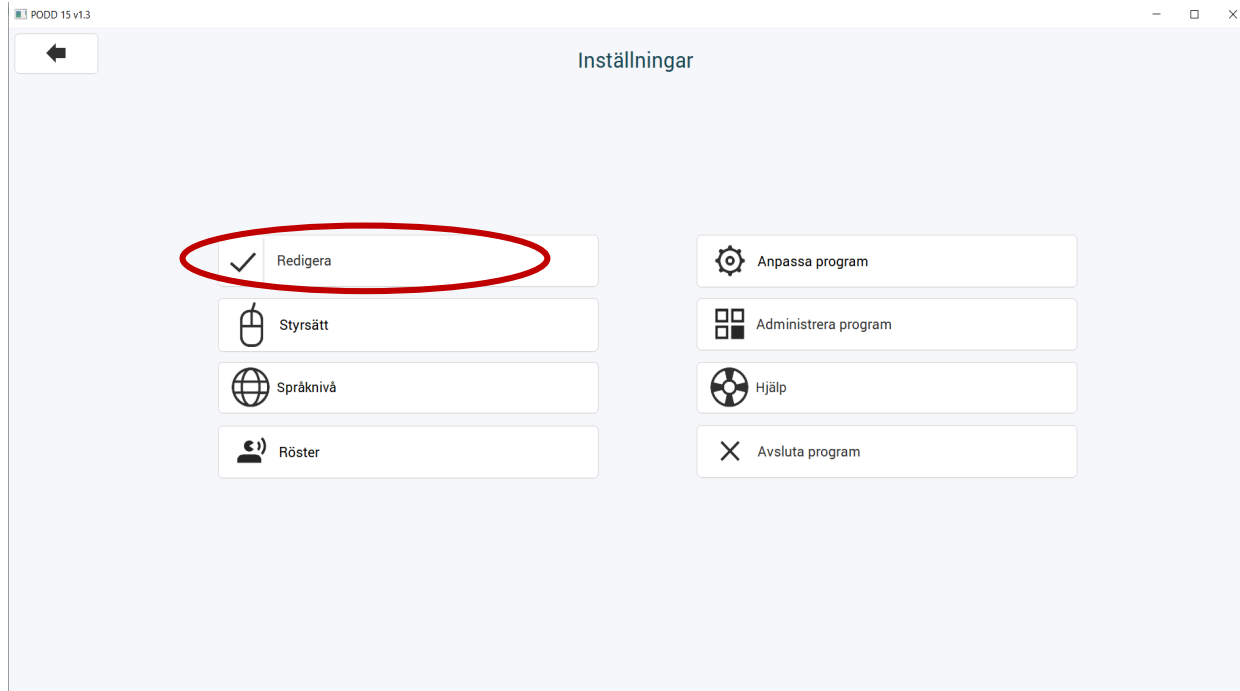 PODD 15 v1.3
Inställningar
Redigera
Styrsätt
Språknivå
Röster
Anpassa program
Administrera program
Hjälp
Avsluta program